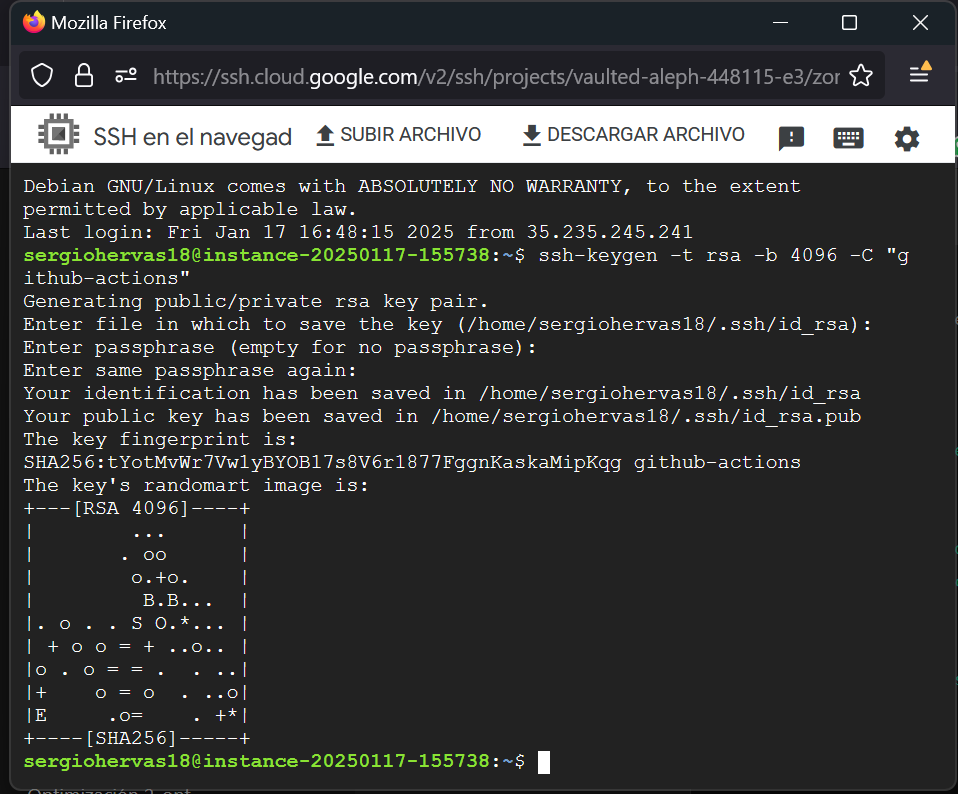 Mozilla Firefox
https://ssh.cloud.google.com/v2/ssh/projects/vaulted-aleph-448115-e3/zor
SSH en el navegad SUBIR ARCHIVO DESCARGAR ARCHIVO
Debian GNU/Linux comes with ABSOLUTELY NO WARRANTY, to the extent
permitted by applicable law.
Last login: Fri Jan 17 16:48:15 2025 from 35.235.245.241
sergiohervas18@instance-20250117-155738:~$ ssh-keygen -t rsa -b 4096 -C "g
ithub-actions"
Generating public/private rsa key pair.
Enter file in which to save the key (/home/sergiohervas18/.ssh/id_rsa):
Enter passphrase (empty for no passphrase):
Enter same passphrase again:
Your identification has been saved in /home/sergiohervas18/.ssh/id_rsa
Your public key has been saved in /home/sergiohervas18/.ssh/id_rsa.pub
The key fingerprint is:
SHA256:tYotMvWr7Vw1yBYOB17s8V6r1877FggnKaskaMipKqg github-actions
The key's randomart image is:
+---[RSA 4096]----+
|        ...      |
|       . oo      |
|        o.+o.    |
|         B.B...  |
|. o . . S O.*... |
| + o o = + ..o.. |
|o . o = = .  . ..|
|+    o = o  . ..o|
|E     .o=    . +*|
+----[SHA256]-----+
sergiohervas18@instance-20250117-155738:~$